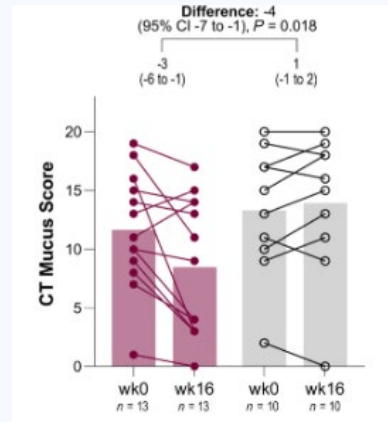 Difference: -4
(95% CI -7 to -1), P = 0.018
-3 1
(-6 to -1) (-1 to 2)
CT Mucus Score
20
15
10
5
0
wk0 wk16 wk0 wk16
n = 13 n = 13 n = 10 n = 10